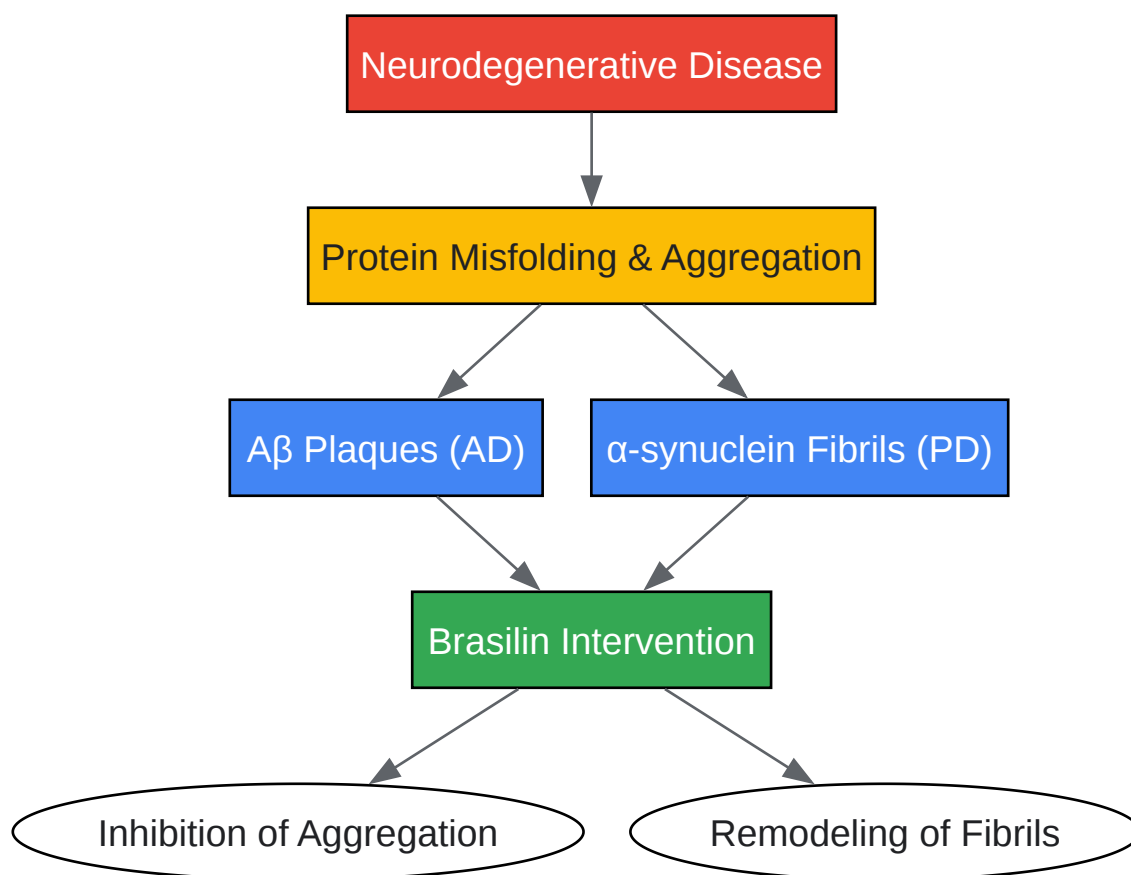 Neurodegenerative Disease
Protein Misfolding & Aggregation
Aβ Plaques (AD)
α-synuclein Fibrils (PD)
Brasilin Intervention
Inhibition of Aggregation
Remodeling of Fibrils